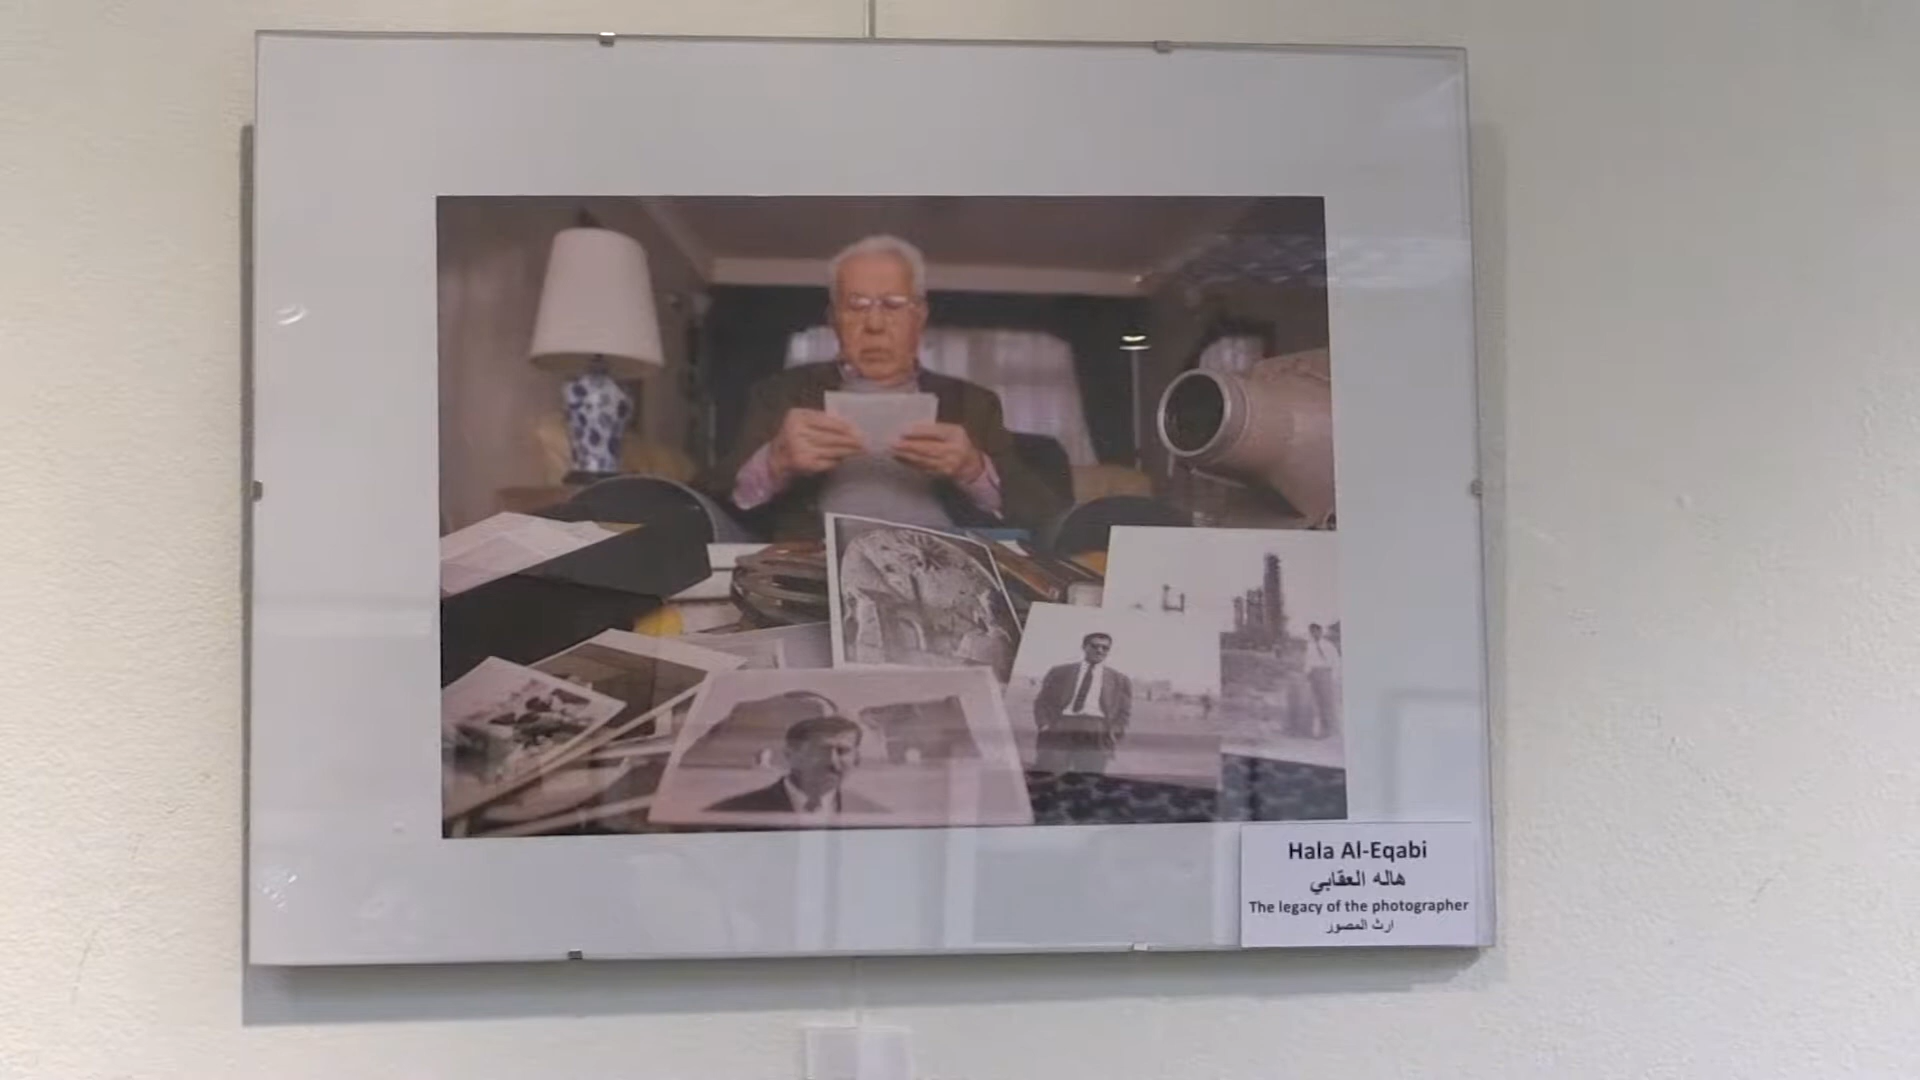 Hala Al-Eqabi
هاله العقابي
The legacy of the photographer
ارث المصور